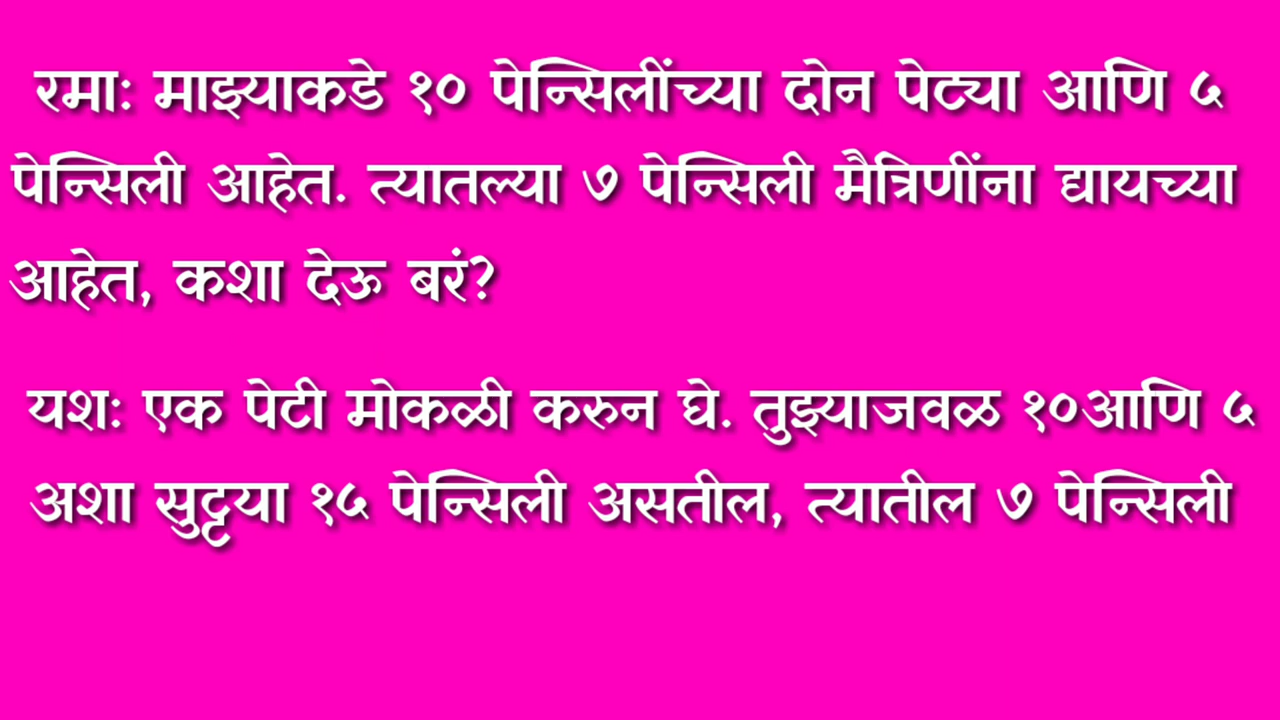 रमाः माझ्याकडे १० पेन्सिलींच्या दोन पेट्या आणि ५
पेन्सिली आहेत. त्यातल्या ७ पेन्सिली मैत्रिणींना द्यायच्या
आहेत, कशा देऊ बरं?
यशः एक पेटी मोकळी करुन घे. तुझ्याजवळ १०आणि ५
अशा सुट्टया १५ पेन्सिली असतील, त्यातील ७ पेन्सिली